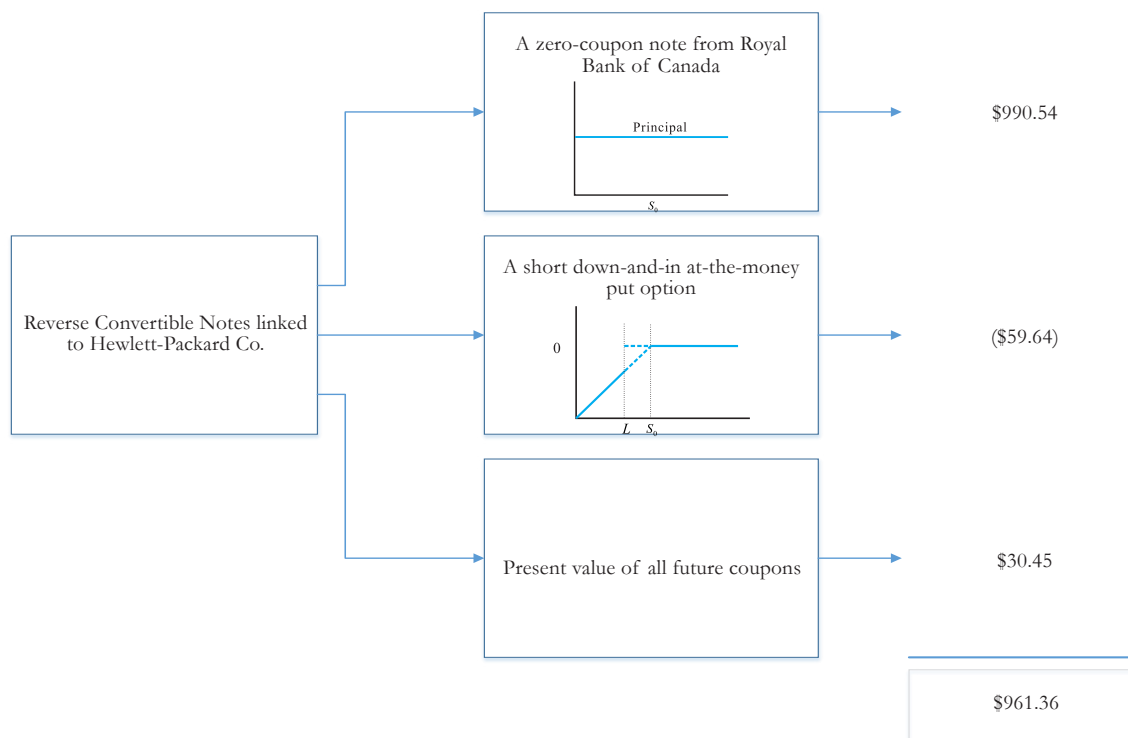 A zero-coupon note from Royal
Bank of Canada
Principal
S₀
$990.54
Reverse Convertible Notes linked
to Hewlett-Packard Co.
A short down-and-in at-the-money
put option
0
L S₀
($59.64)
Present value of all future coupons
$30.45
$961.36